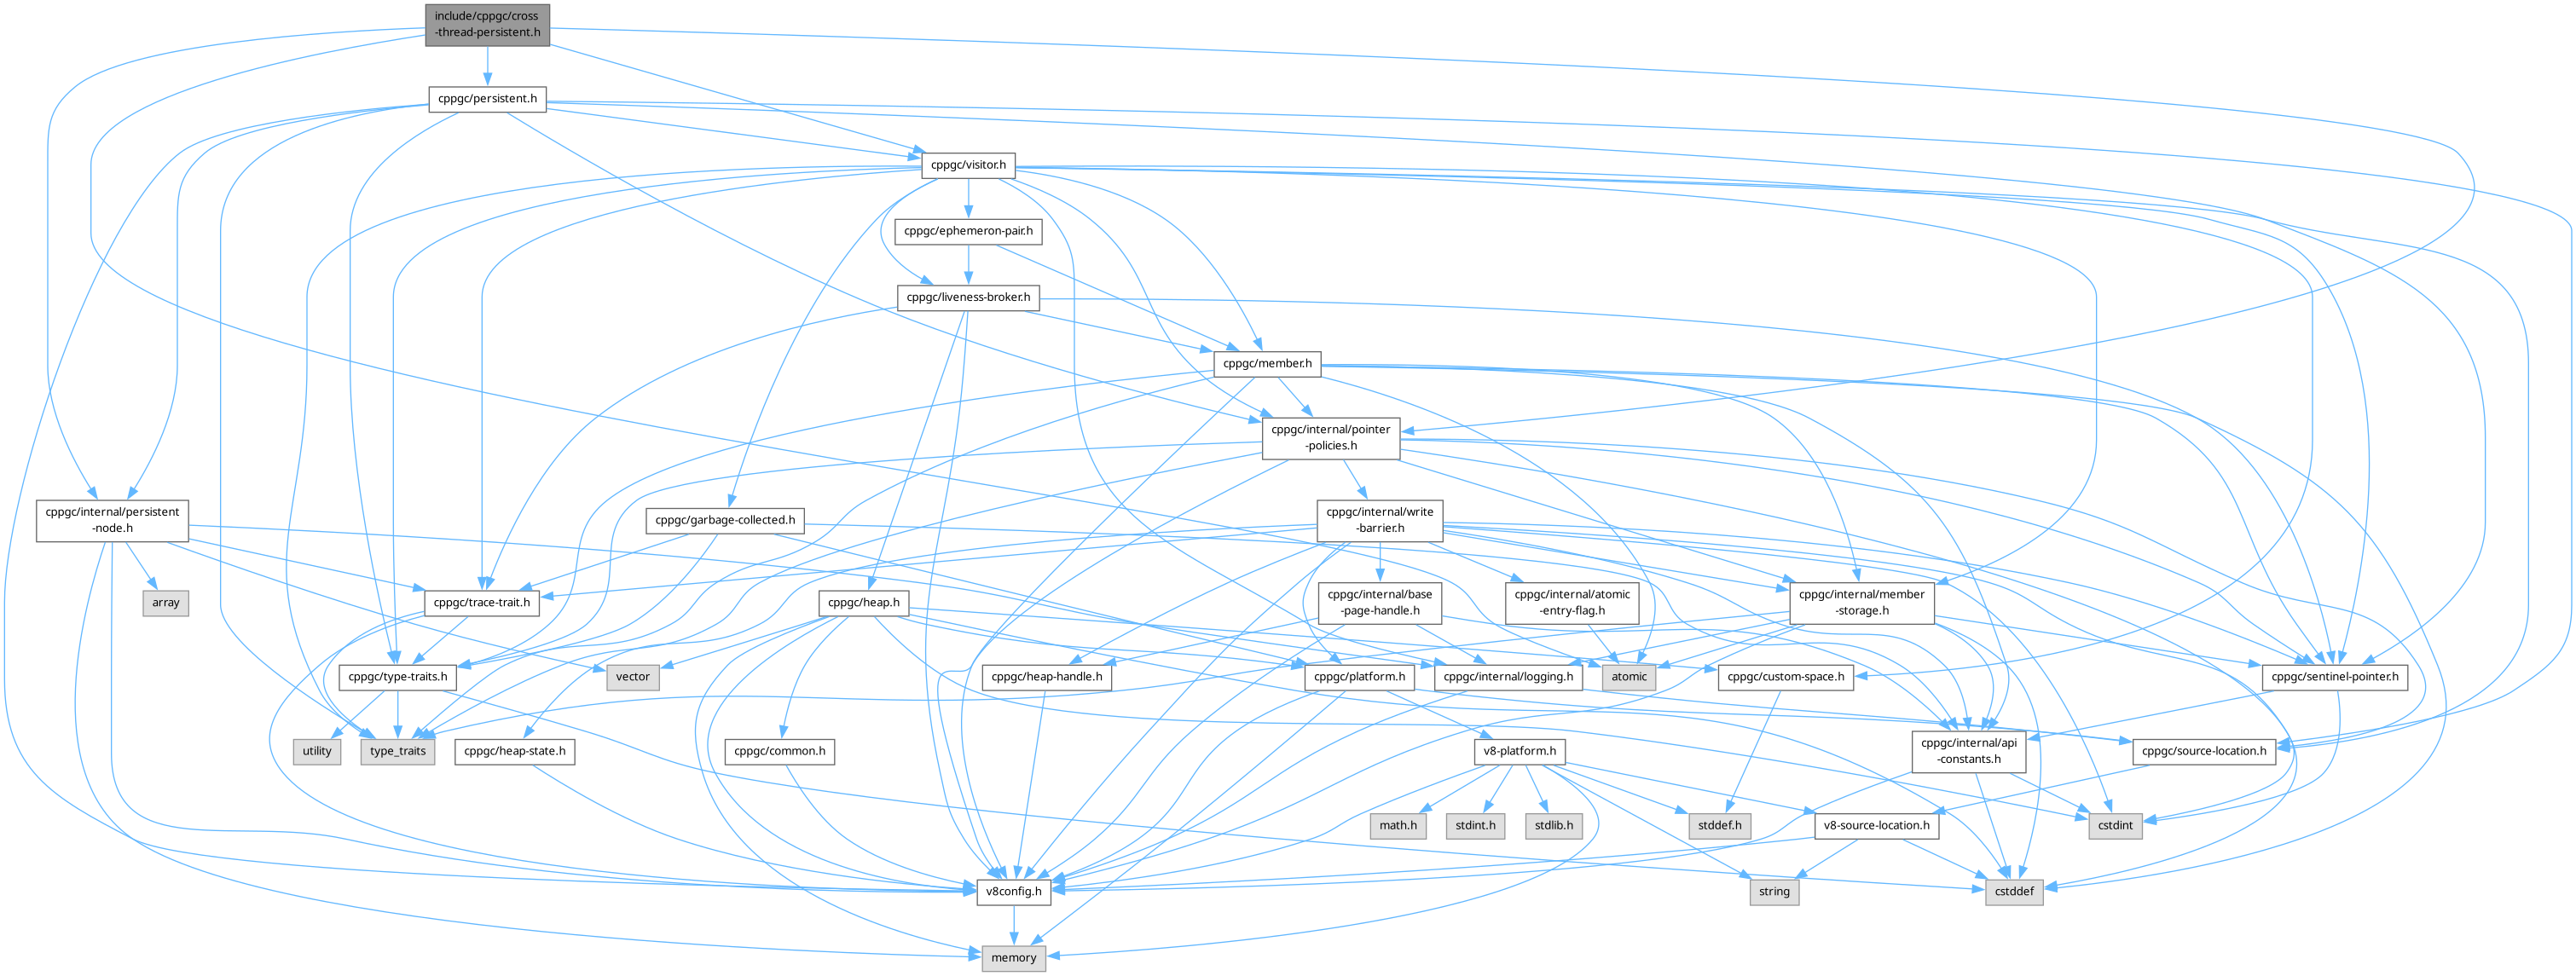 include/cppgc/cross
-thread-persistent.h
cppgc/persistent.h
cppgc/visitor.h
cppgc/ephemeron-pair.h
cppgc/liveness-broker.h
cppgc/member.h
cppgc/internal/pointer
-policies.h
cppgc/internal/persistent
-node.h
cppgc/garbage-collected.h
cppgc/internal/write
-barrier.h
array
cppgc/trace-trait.h
cppgc/heap.h
cppgc/internal/base
-page-handle.h
cppgc/internal/atomic
-entry-flag.h
cppgc/internal/member
-storage.h
cppgc/type-traits.h
vector
cppgc/heap-handle.h
cppgc/platform.h
cppgc/internal/logging.h
atomic
cppgc/custom-space.h
cppgc/sentinel-pointer.h
utility
type_traits
cppgc/heap-state.h
cppgc/common.h
v8-platform.h
cppgc/internal/api
-constants.h
cppgc/source-location.h
math.h
stdint.h
stdlib.h
stddef.h
v8-source-location.h
cstdint
v8config.h
string
cstddef
memory